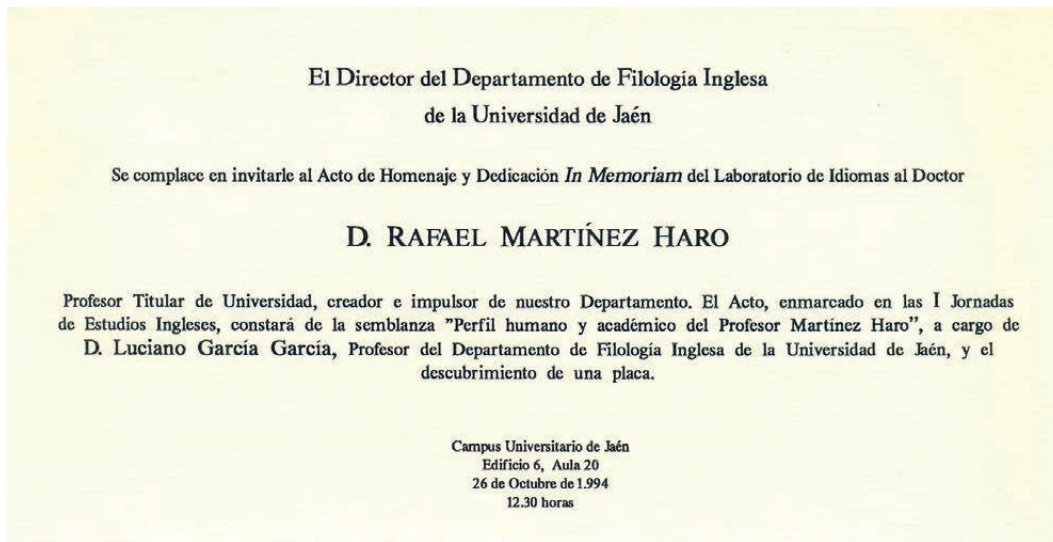 El Director del Departamento de Filología Inglesa
de la Universidad de Jaén
Se complace en invitarle al Acto de Homenaje y Dedicación In Memoriam del Laboratorio de Idiomas al Doctor
D. RAFAEL MARTÍNEZ HARO
Profesor Titular de Universidad, creador e impulsor de nuestro Departamento. El Acto, enmarcado en las I Jornadas
de Estudios Ingleses, constará de la semblanza "Perfil humano y académico del Profesor Martínez Haro", a cargo de
D. Luciano García García, Profesor del Departamento de Filología Inglesa de la Universidad de Jaén, y el
descubrimiento de una placa.
Campus Universitario de Jaén
Edificio 6, Aula 20
26 de Octubre de 1.994
12.30 horas